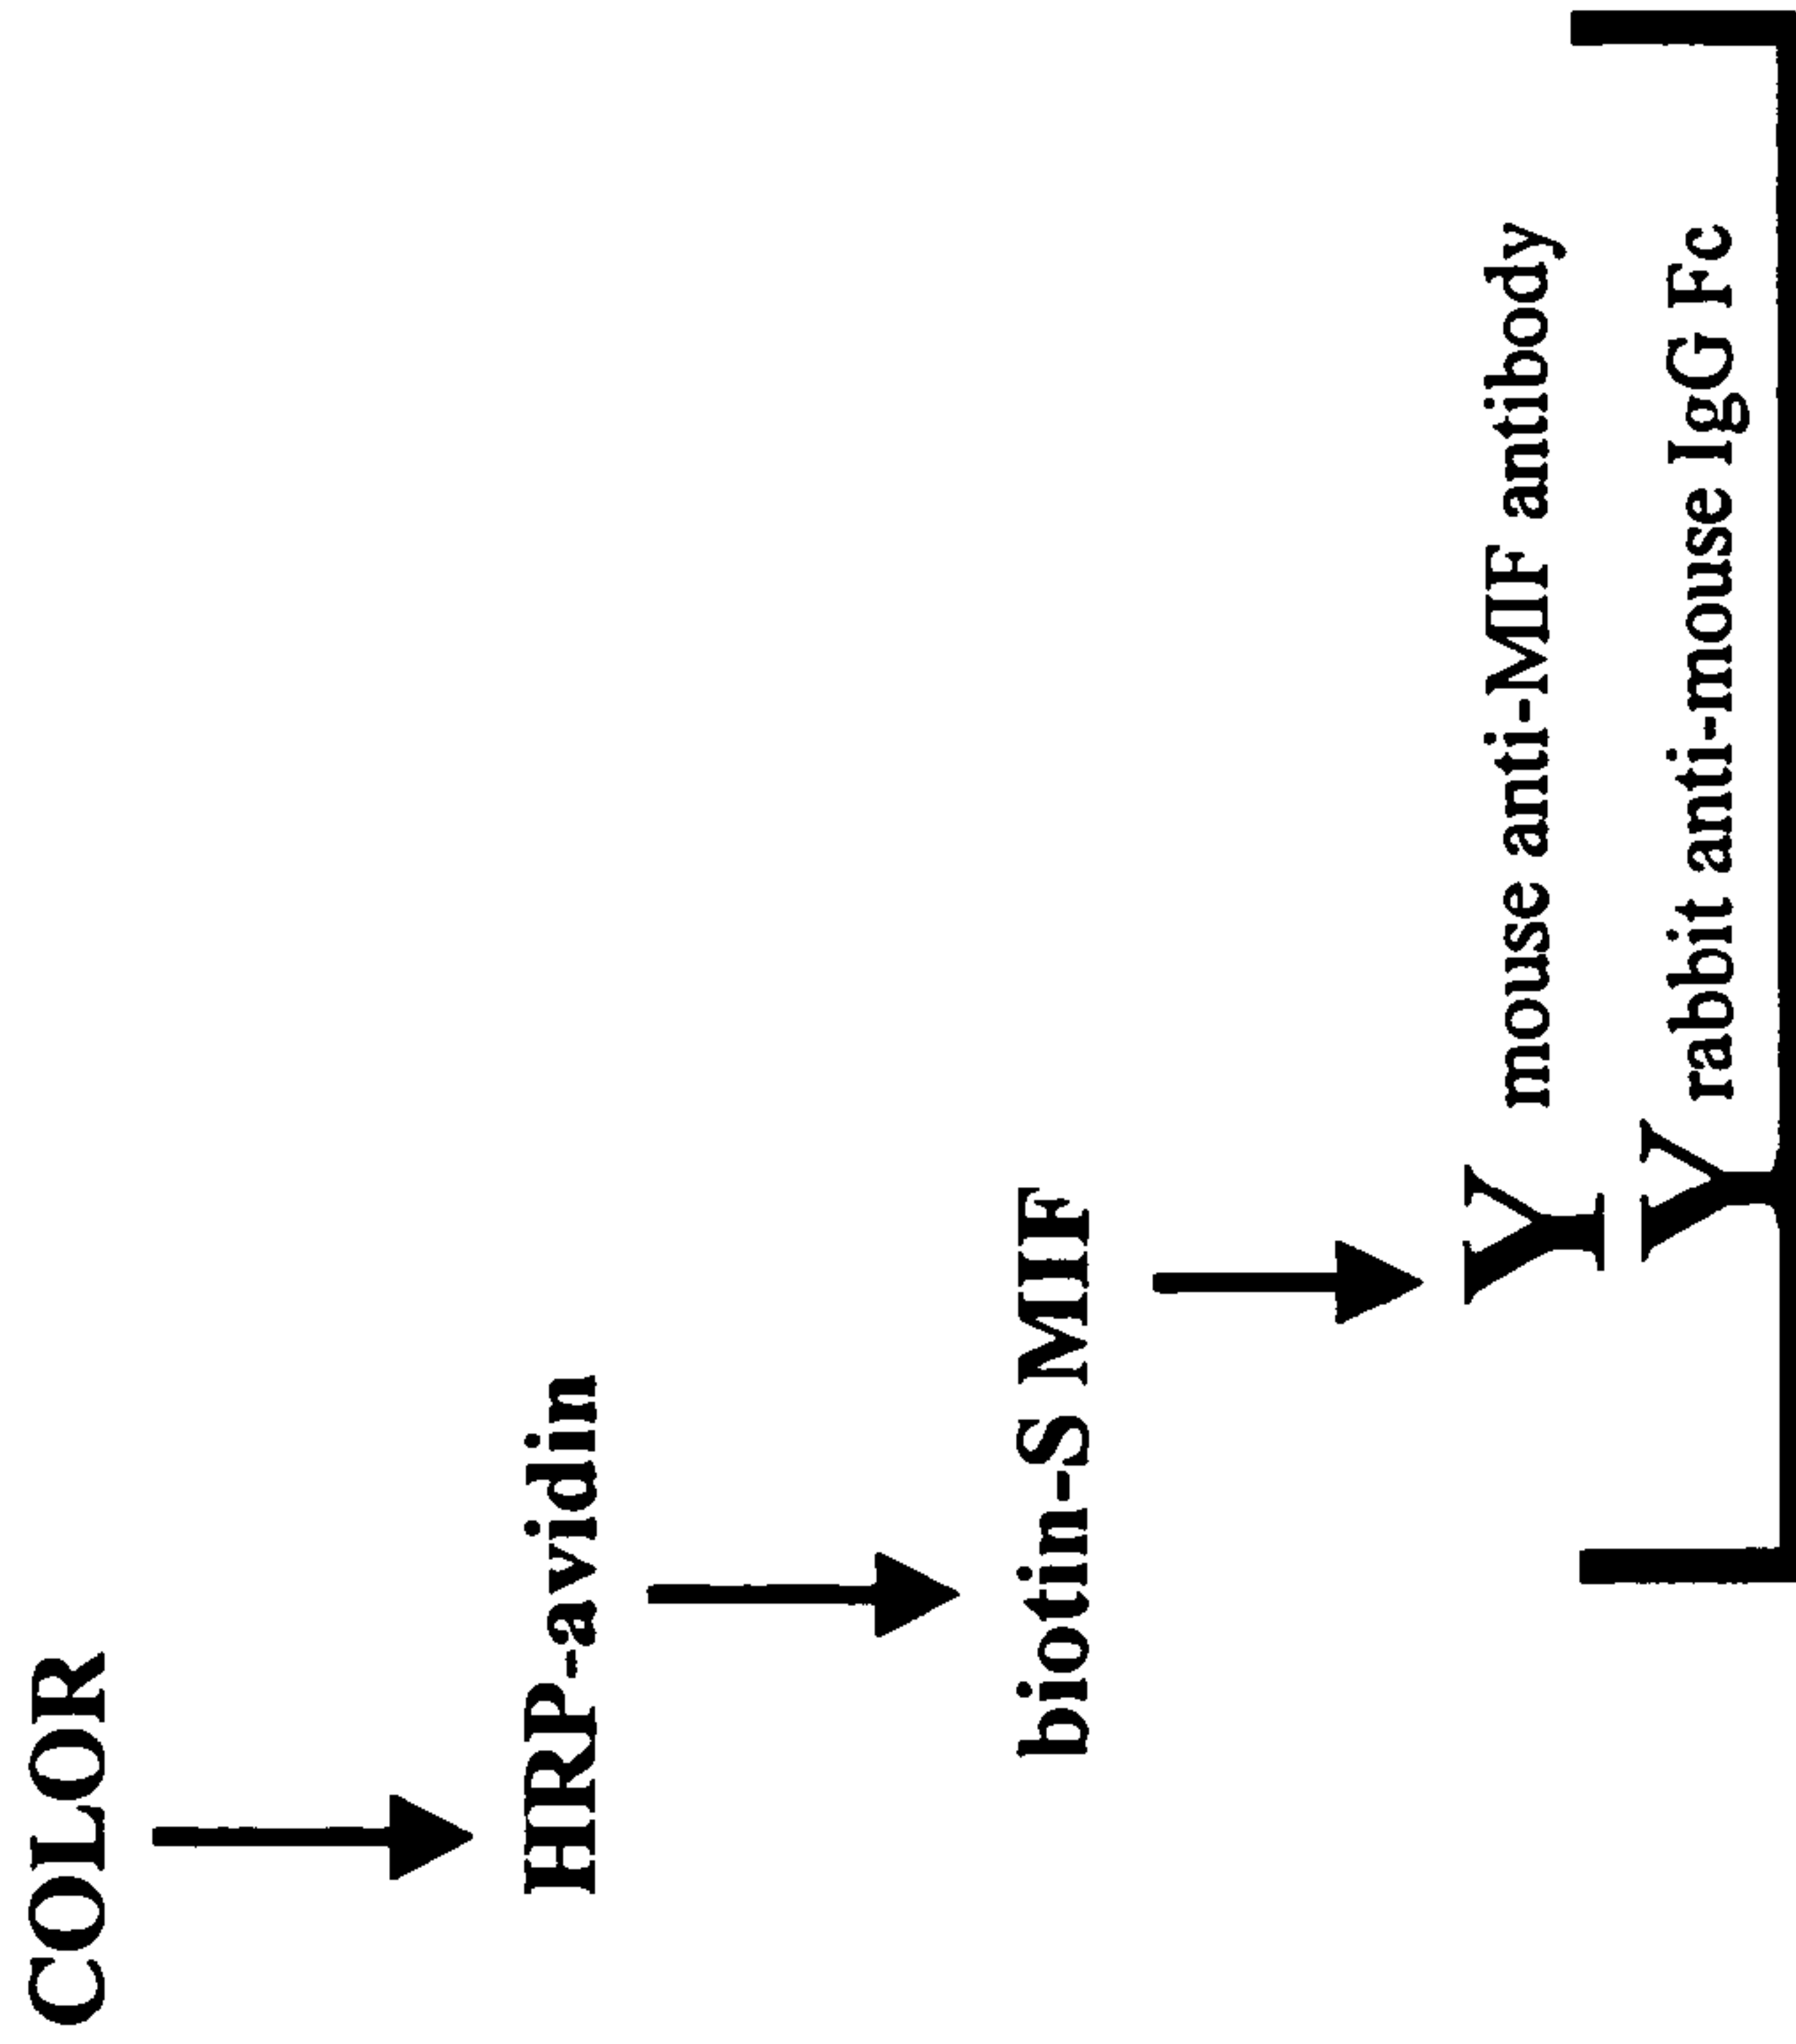 COLOR
HRP-avidin
biotin-S MIF
Y mouse anti-MIF antibody
Y rabbit anti-mouse IgG Fc